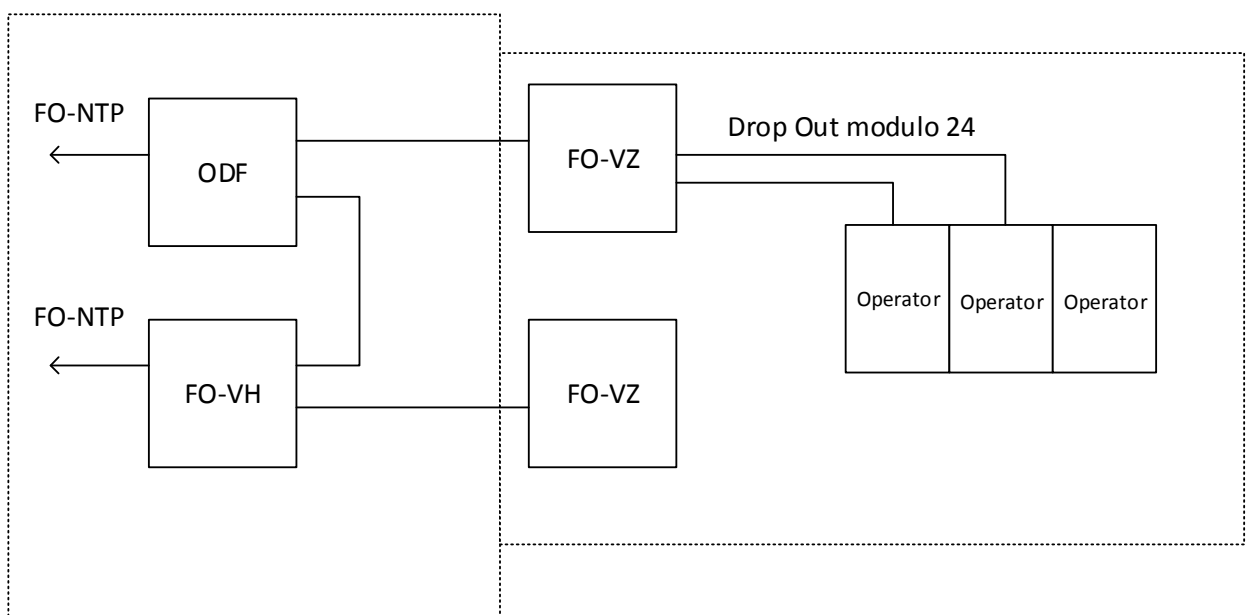 FO-NTP
ODF
FO-VZ
Drop Out modulo 24
Operator
Operator
Operator
FO-NTP
FO-VH
FO-VZ